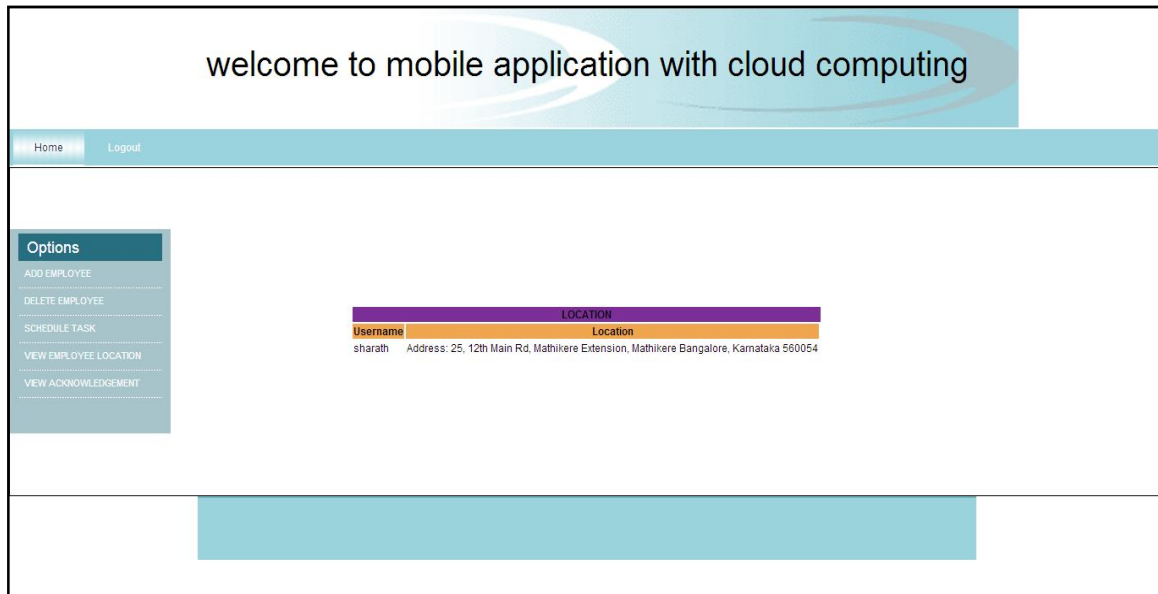 welcome to mobile application with cloud computing
Home Logout
Options
ADD EMPLOYEE
DELETE EMPLOYEE
SCHEDULE TASK
VIEW EMPLOYEE LOCATION
VIEW ACKNOWLEDGEMENT
LOCATION
Username Location
sharath Address: 25, 12th Main Rd, Mathikere Extension, Mathikere Bangalore, Karnataka 560054